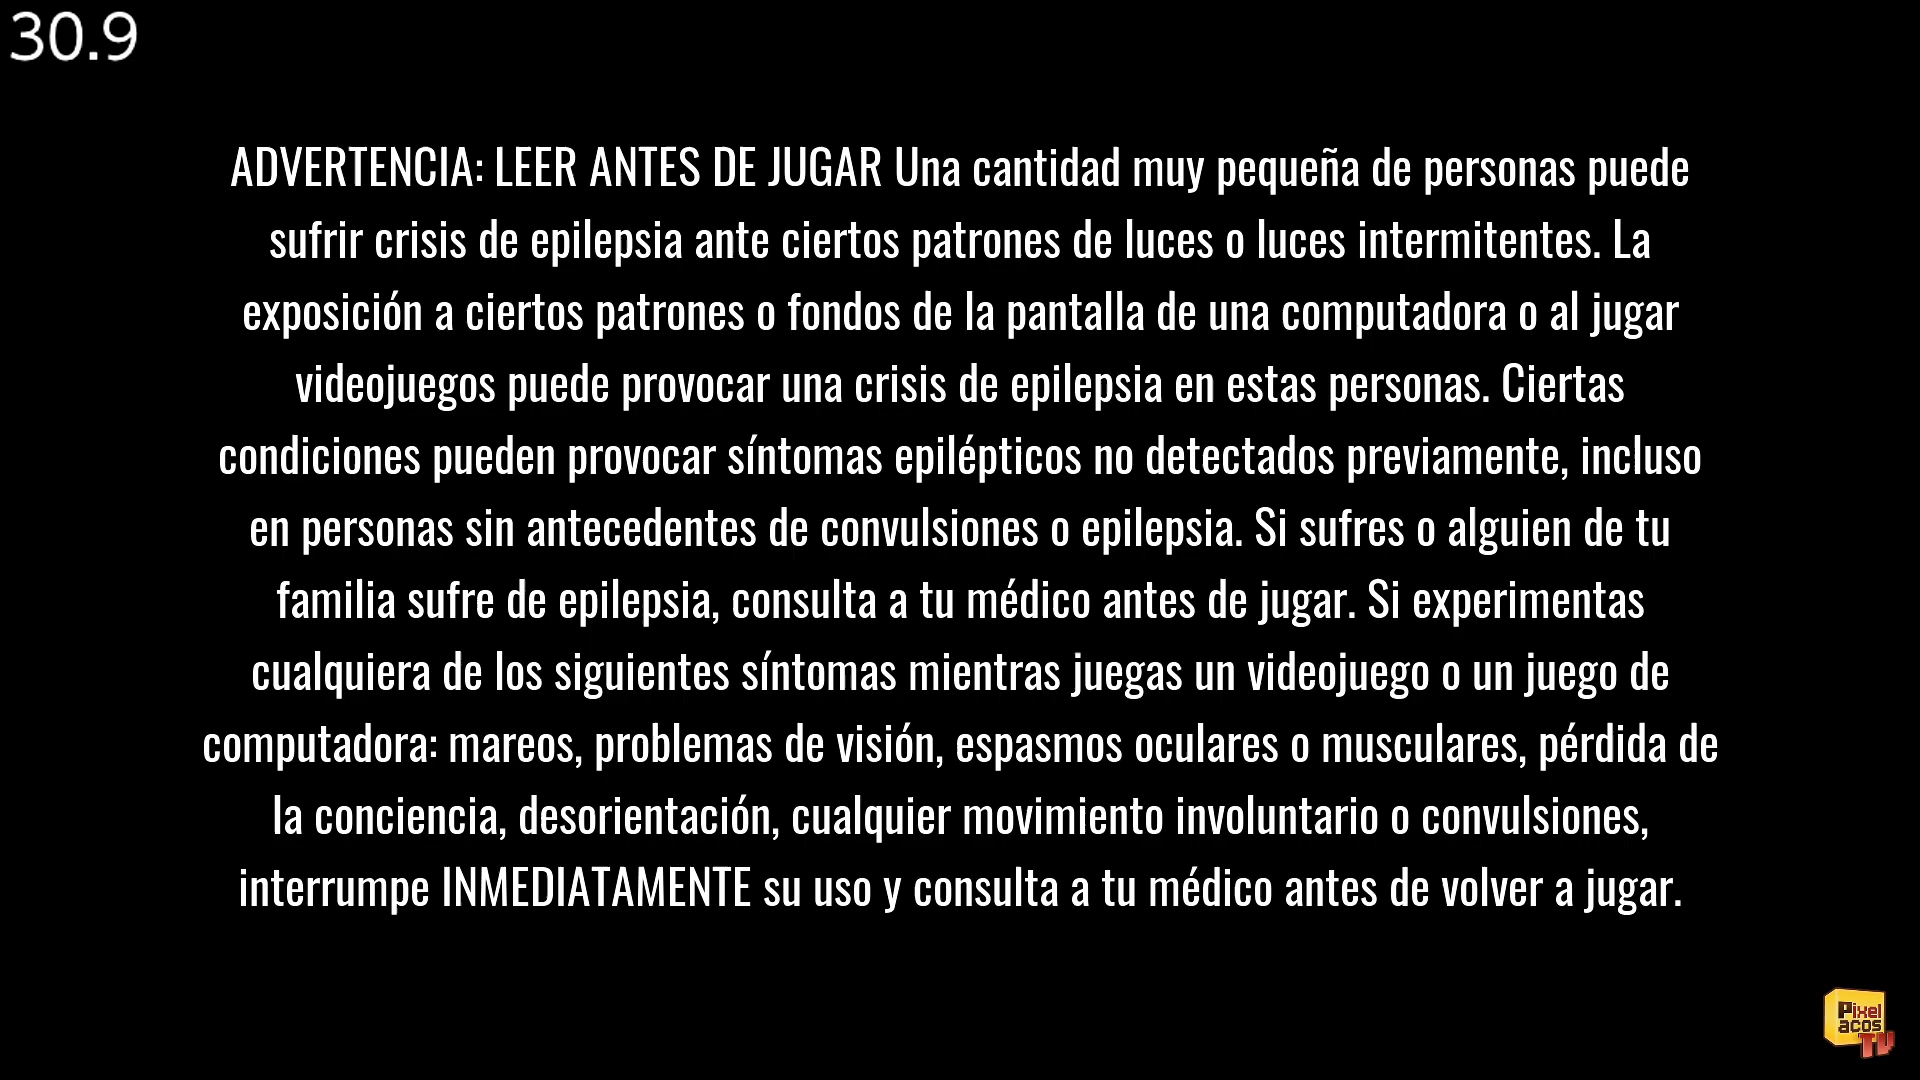 30.9
ADVERTENCIA: LEER ANTES DE JUGAR Una cantidad muy pequeña de personas puede
sufrir crisis de epilepsia ante ciertos patrones de luces o luces intermitentes. La
exposición a ciertos patrones o fondos de la pantalla de una computadora o al jugar
videojuegos puede provocar una crisis de epilepsia en estas personas. Ciertas
condiciones pueden provocar síntomas epilépticos no detectados previamente, incluso
en personas sin antecedentes de convulsiones o epilepsia. Si sufres o alguien de tu
familia sufre de epilepsia, consulta a tu médico antes de jugar. Si experimentas
cualquiera de los siguientes síntomas mientras juegas un videojuego o un juego de
computadora: mareos, problemas de visión, espasmos oculares o musculares, pérdida de
la conciencia, desorientación, cualquier movimiento involuntario o convulsiones,
interrumpe INMEDIATAMENTE su uso y consulta a tu médico antes de volver a jugar.
Pixel
acos
TV